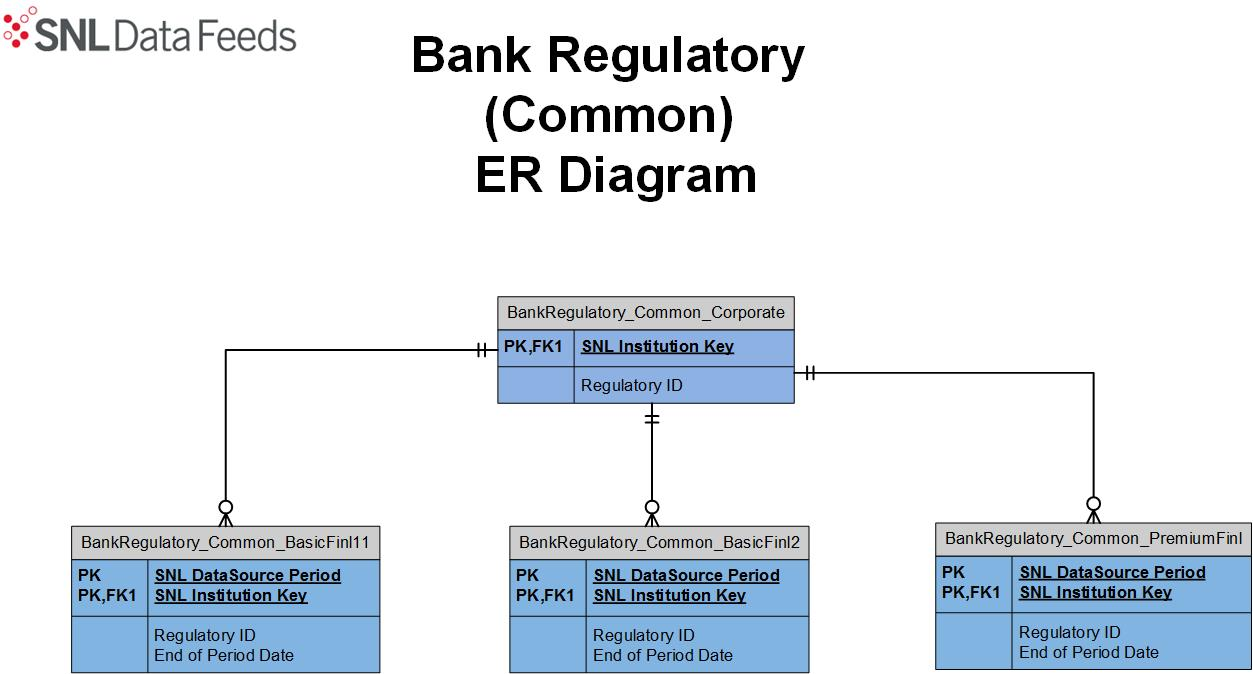 SNL Data Feeds
Bank Regulatory
(Common)
ER Diagram
BankRegulatory_Common_Corporate
PK,FK1 SNL Institution Key
Regulatory ID
BankRegulatory_Common_BasicFinl11
PK SNL DataSource Period
PK,FK1 SNL Institution Key
Regulatory ID
End of Period Date
BankRegulatory_Common_BasicFinl2
PK SNL DataSource Period
PK,FK1 SNL Institution Key
Regulatory ID
End of Period Date
BankRegulatory_Common_PremiumFinl
PK SNL DataSource Period
PK,FK1 SNL Institution Key
Regulatory ID
End of Period Date